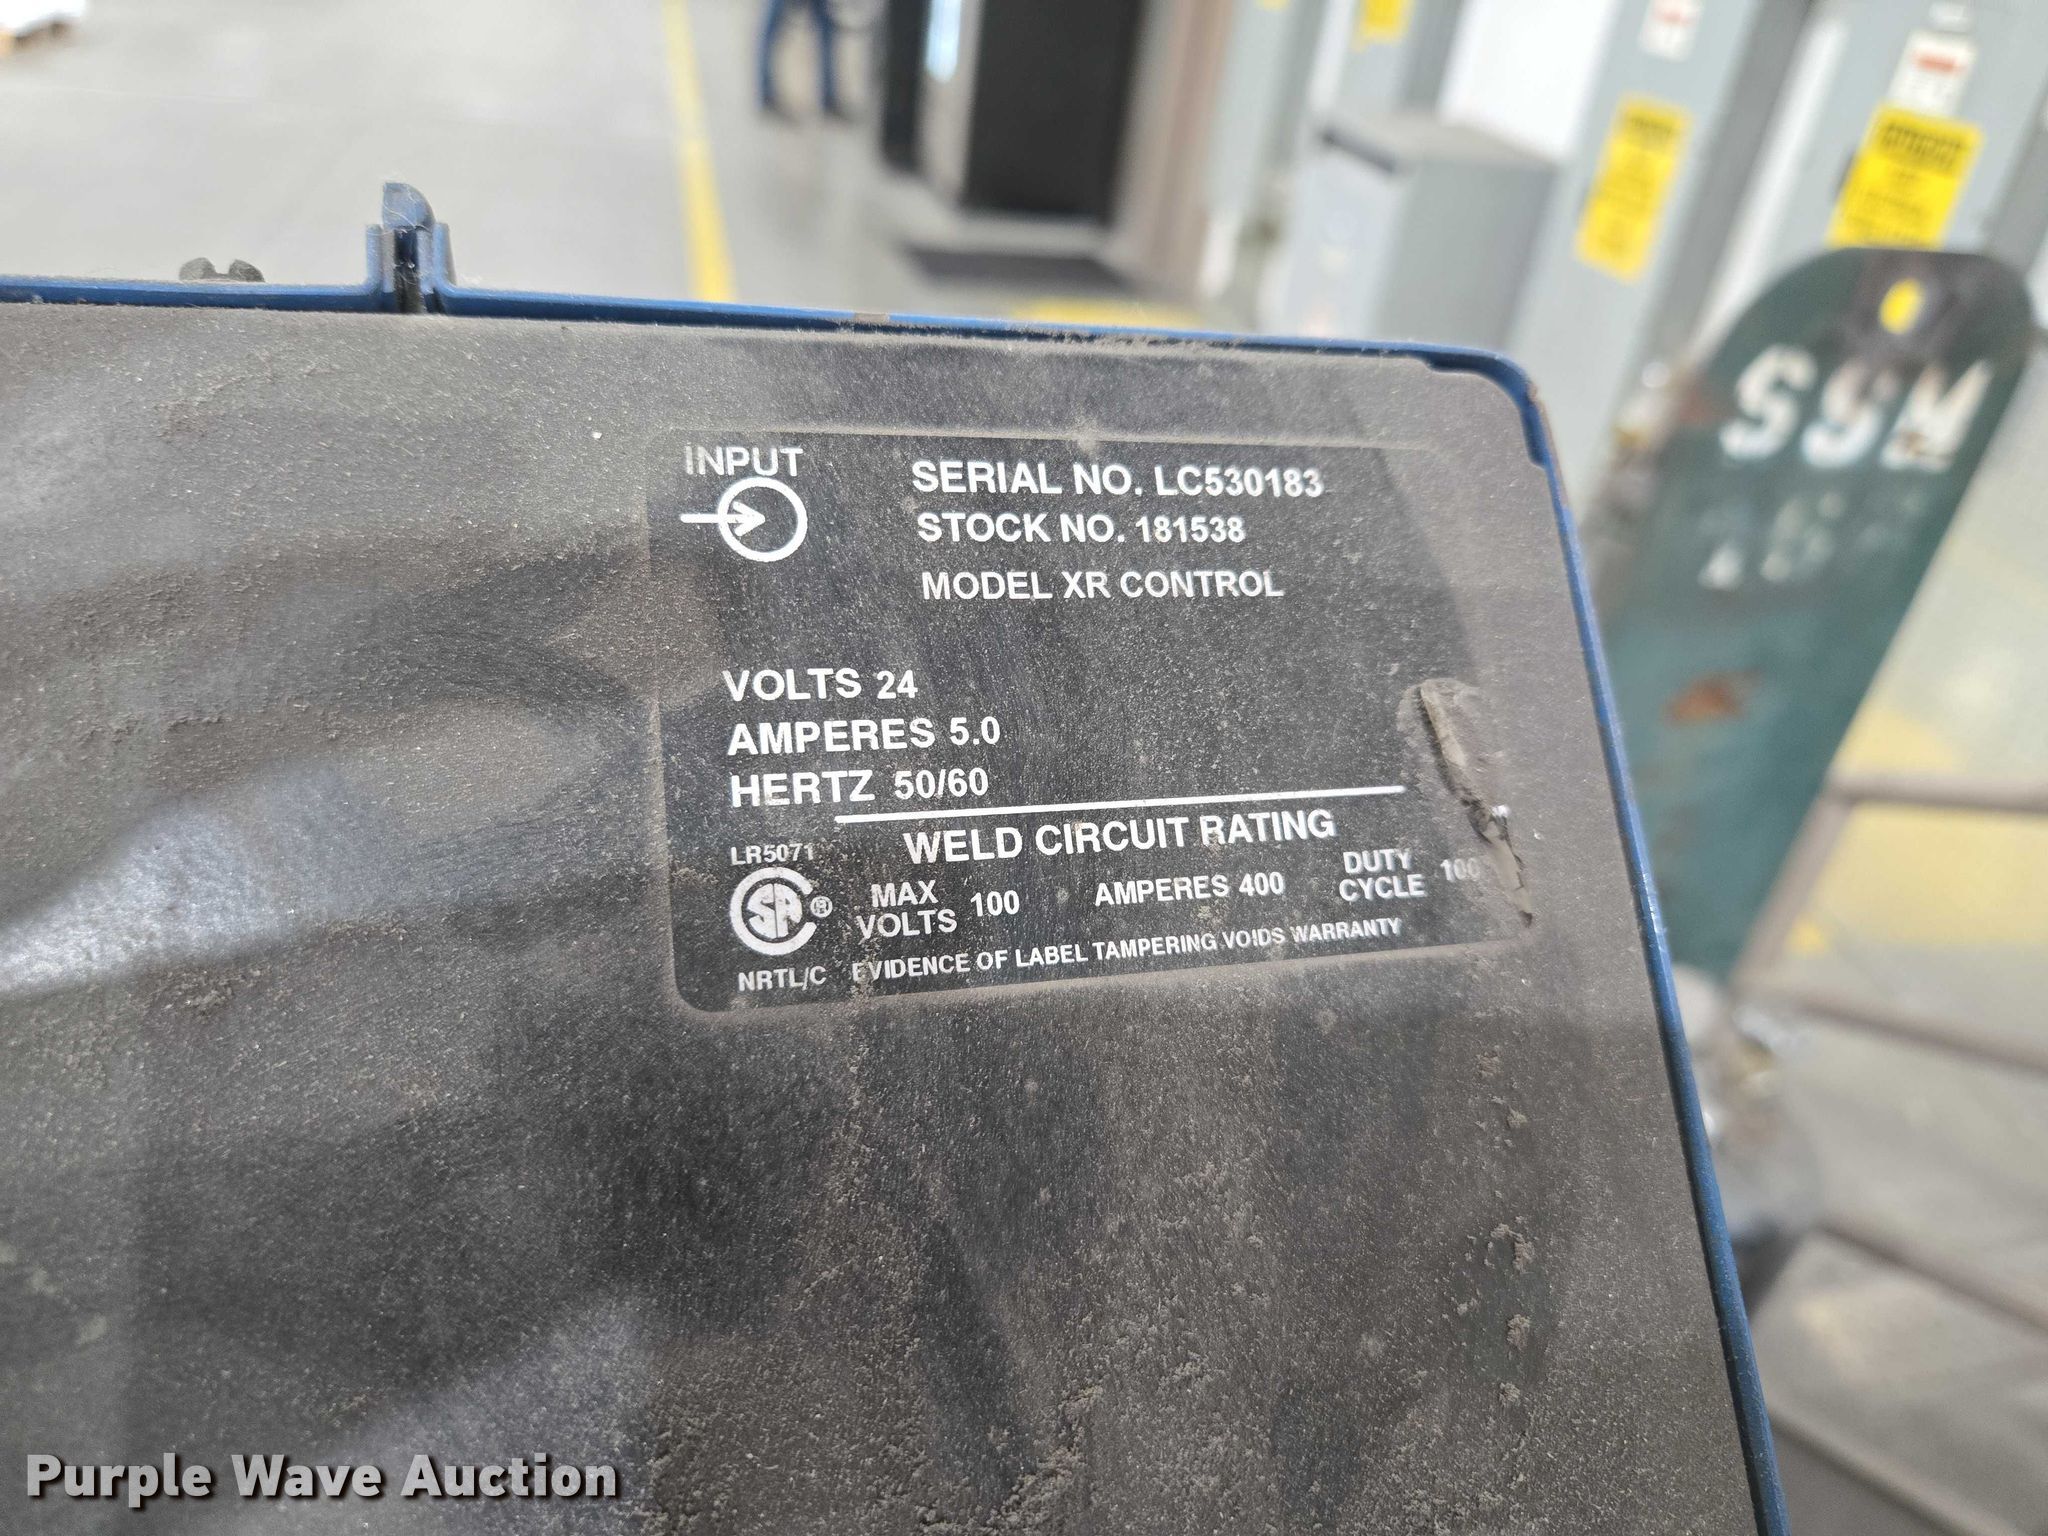 SSM
INPUT
SERIAL NO. LC530183
STOCK NO. 181538
MODEL XR CONTROL
VOLTS 24
AMPERES 5.0
HERTZ 50/60
WELD CIRCUIT RATING
LR5071
MAX VOLTS 100 AMPERES 400 DUTY CYCLE 100
EVIDENCE OF LABEL TAMPERING VOIDS WARRANTY
NRTL/C
Purple Wave Auction